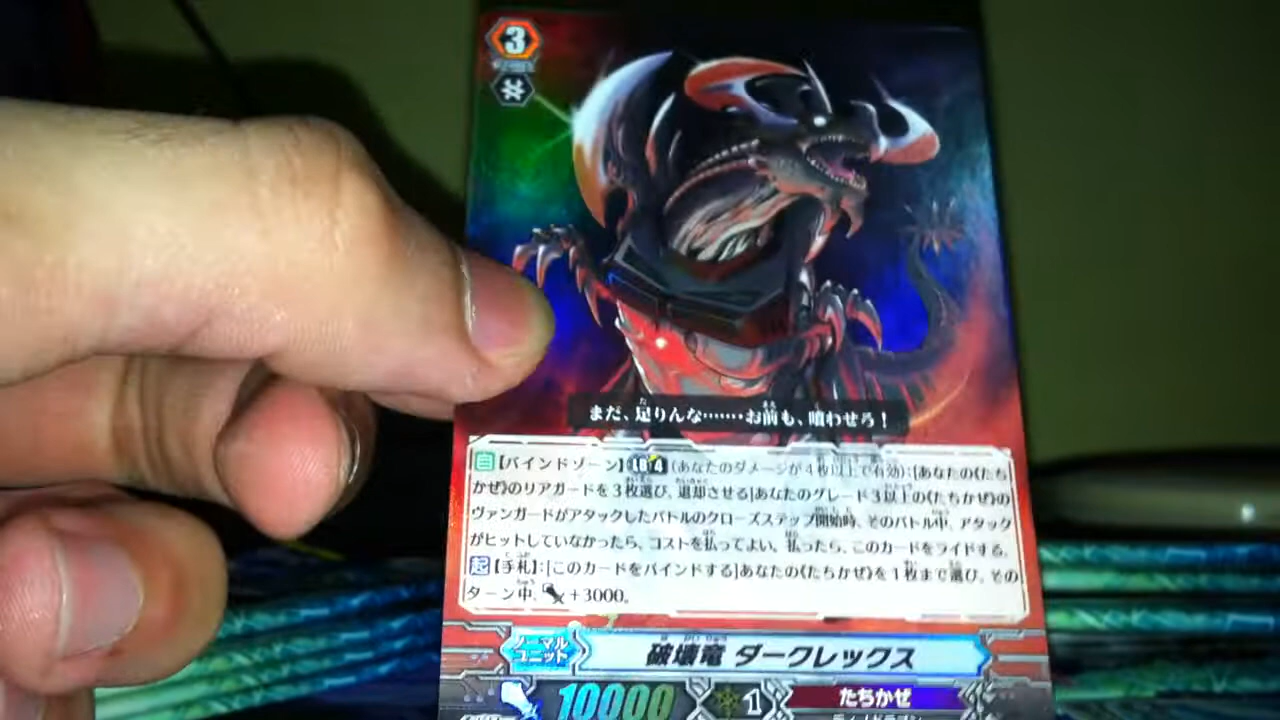 3
まだ、足りんな……‥お前も、喰わせろ！
自【バインドゾーン】LB4(あなたのダメージが４枚以上で有効):[あなたの《たち
かぜ》のリアガードを３枚選び、退却させる]あなたのグレード３以上の《たちかぜ》の
ヴァンガードがアタックしたバトルのクローズステップ開始時、そのバトル中、アタック
がヒットしていなかったら、コストを払ってよい。払ったら、このカードをライドする。
起【手札】:[このカードをバインドする]あなたの《たちかぜ》を１枚まで選び、その
ターン中、+3000。
ノーマル
ユニット
破壊竜 ダークレックス
10000
1
たちかぜ
ディノドラゴン